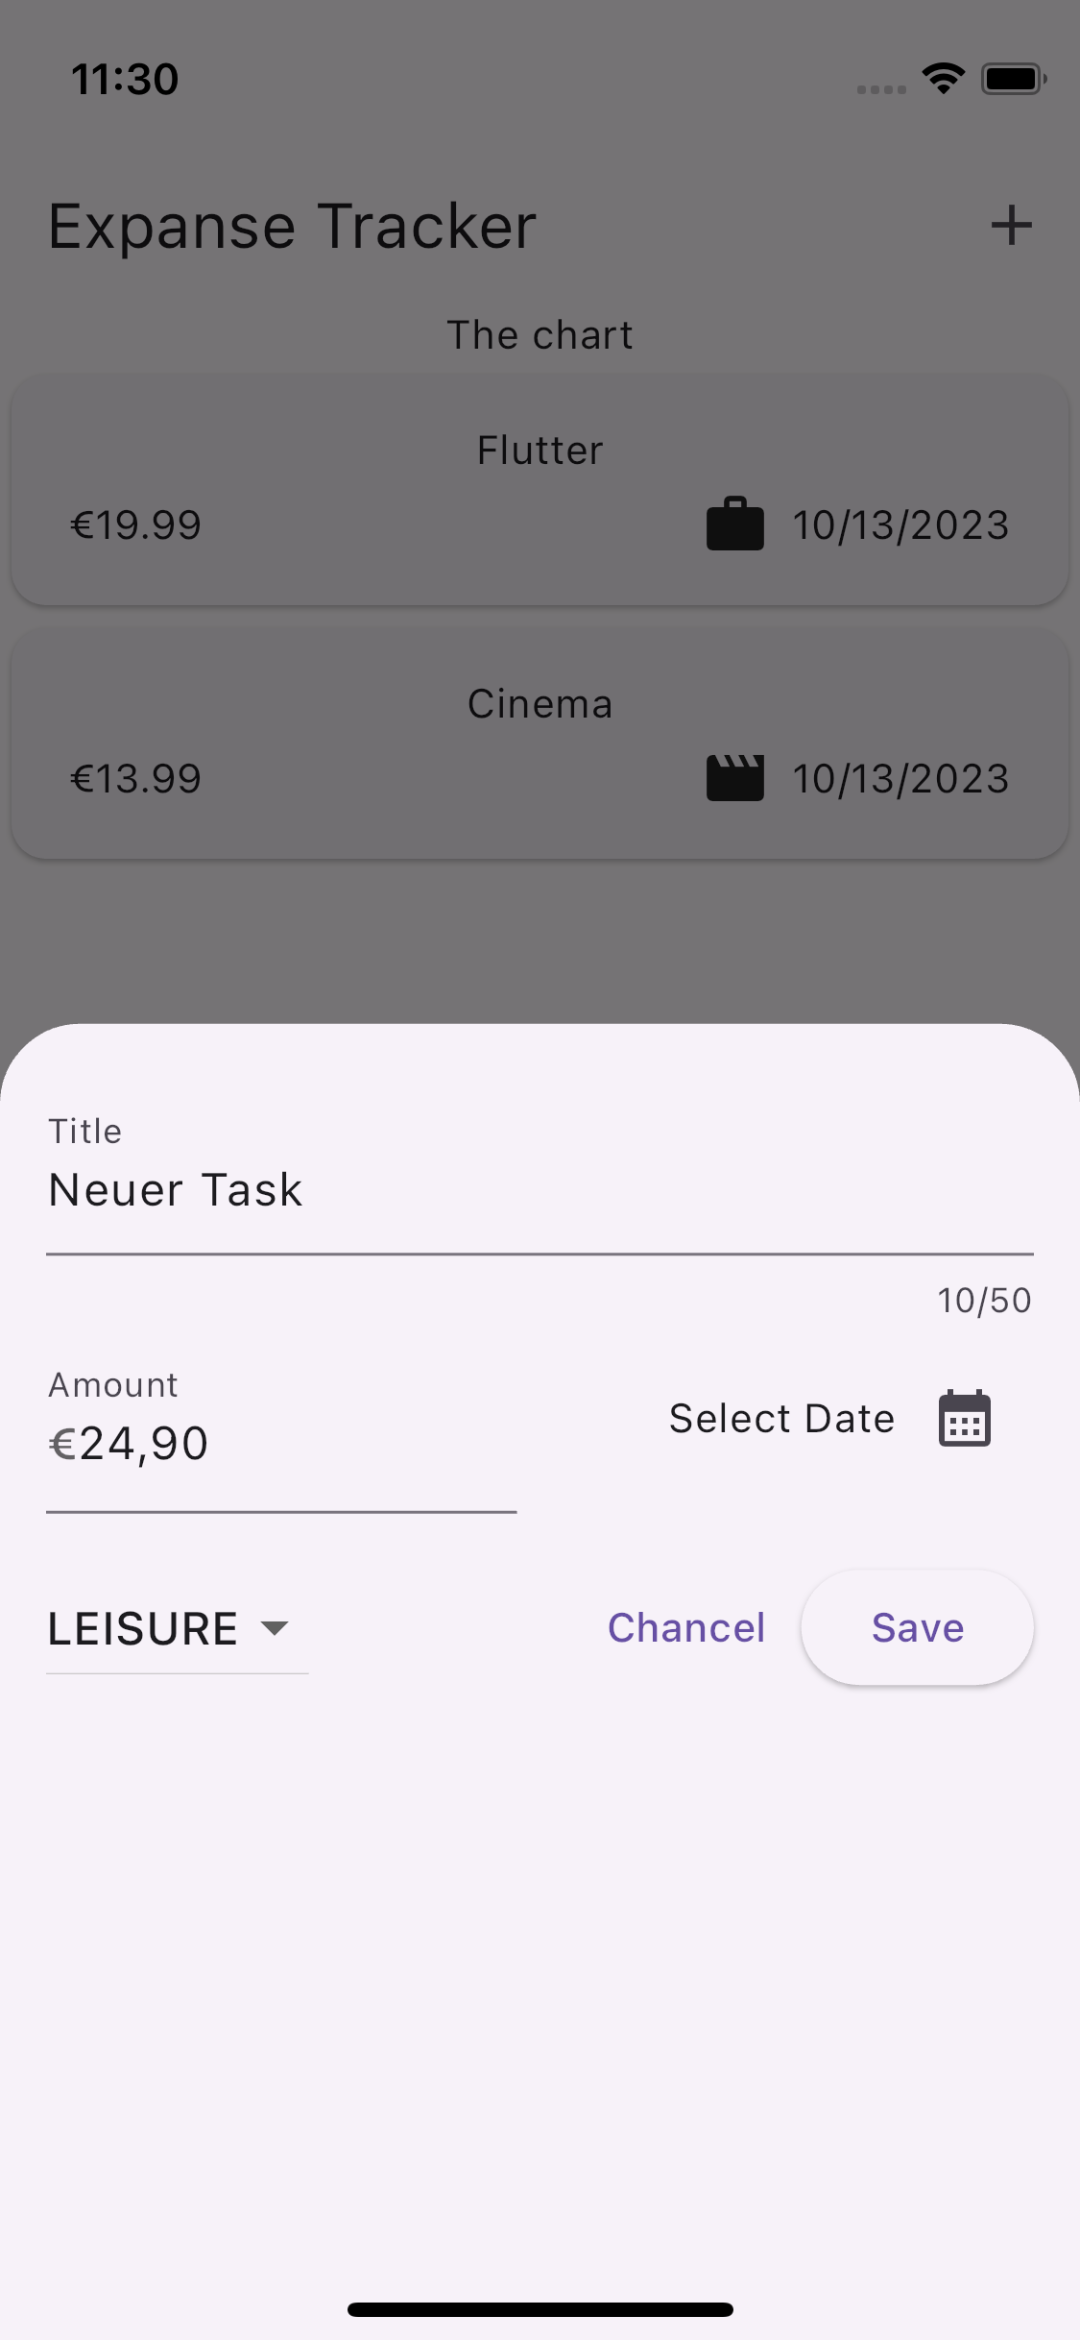 11:30
Expanse Tracker
The chart
Flutter
€19.99 10/13/2023
Cinema
€13.99 10/13/2023
Title
Neuer Task
10/50
Amount
€24,90
Select Date
LEISURE
Chancel
Save